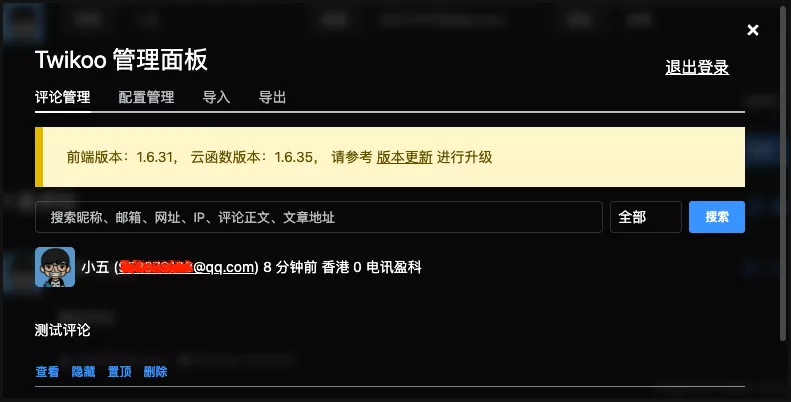 Twikoo 管理面板
退出登录
评论管理 配置管理 导入 导出
前端版本：1.6.31， 云函数版本：1.6.35， 请参考 版本更新 进行升级
搜索昵称、邮箱、网址、IP、评论正文、文章地址 全部 搜索
小五 (@qq.com) 8 分钟前 香港 0 电讯盈科
测试评论
查看 隐藏 置顶 删除